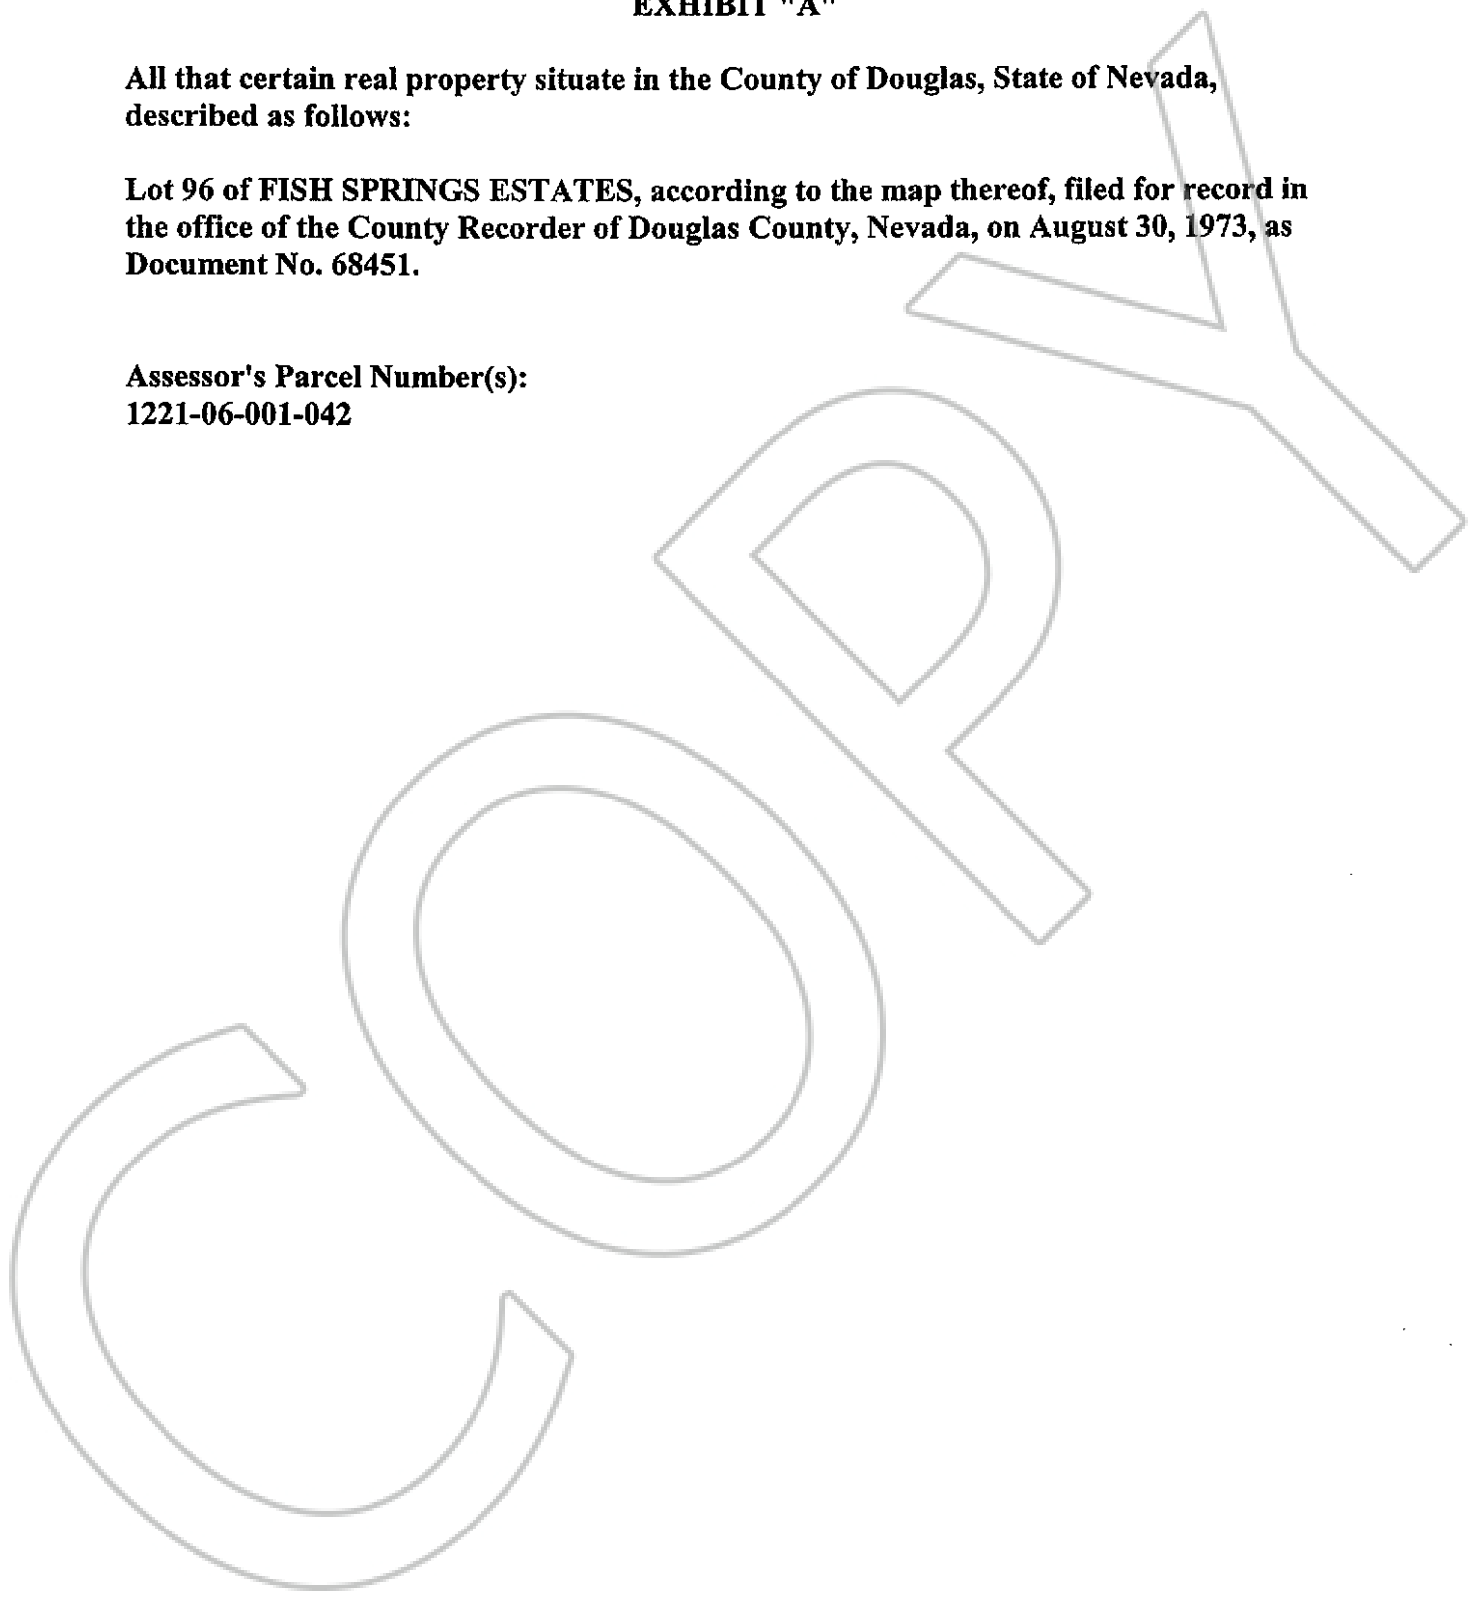 EXHIBIT "A"
All that certain real property situate in the County of Douglas, State of Nevada,
described as follows:
Lot 96 of FISH SPRINGS ESTATES, according to the map thereof, filed for record in
the office of the County Recorder of Douglas County, Nevada, on August 30, 1973, as
Document No. 68451.
Assessor's Parcel Number(s):
1221-06-001-042
COPY